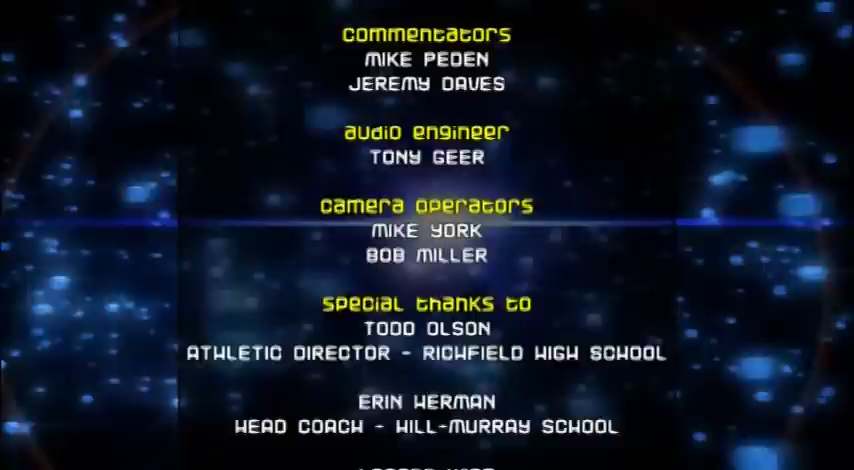 commentators
MIKE PEDEN
JEREMY DAVES
audio engineer
TONY GEER
camera operators
MIKE YORK
BOB MILLER
special thanks to
TODD OLSON
ATHLETIC DIRECTOR - RICHFIELD HIGH SCHOOL
ERIN HERMAN
HEAD COACH - HILL-MURRAY SCHOOL